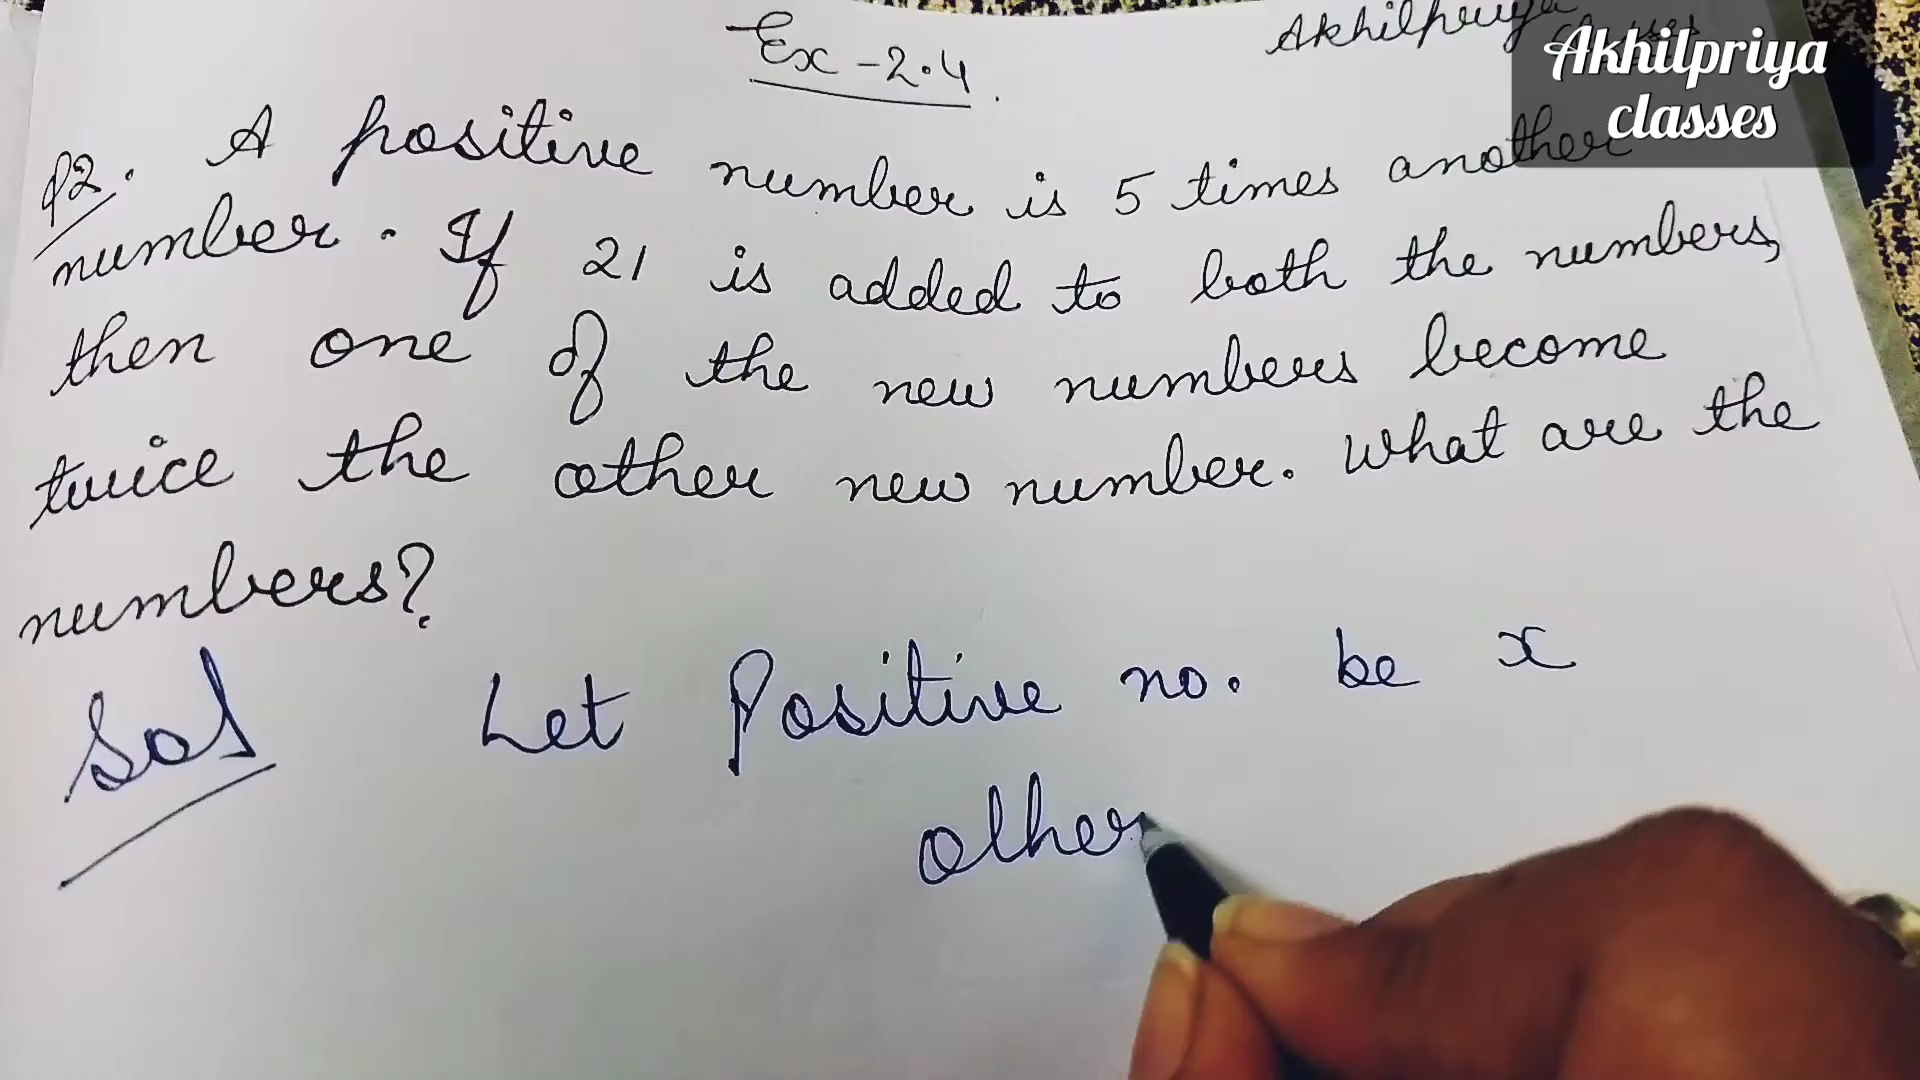 Ex-2.4
Akhilpriya
Akhilpriya
classes
Q2. A positive number is 5 times another
number. If 21 is added to both the numbers,
then one of the new numbers become
twice the other new number. What are the
numbers?
Sol Let Positive no. be x
other